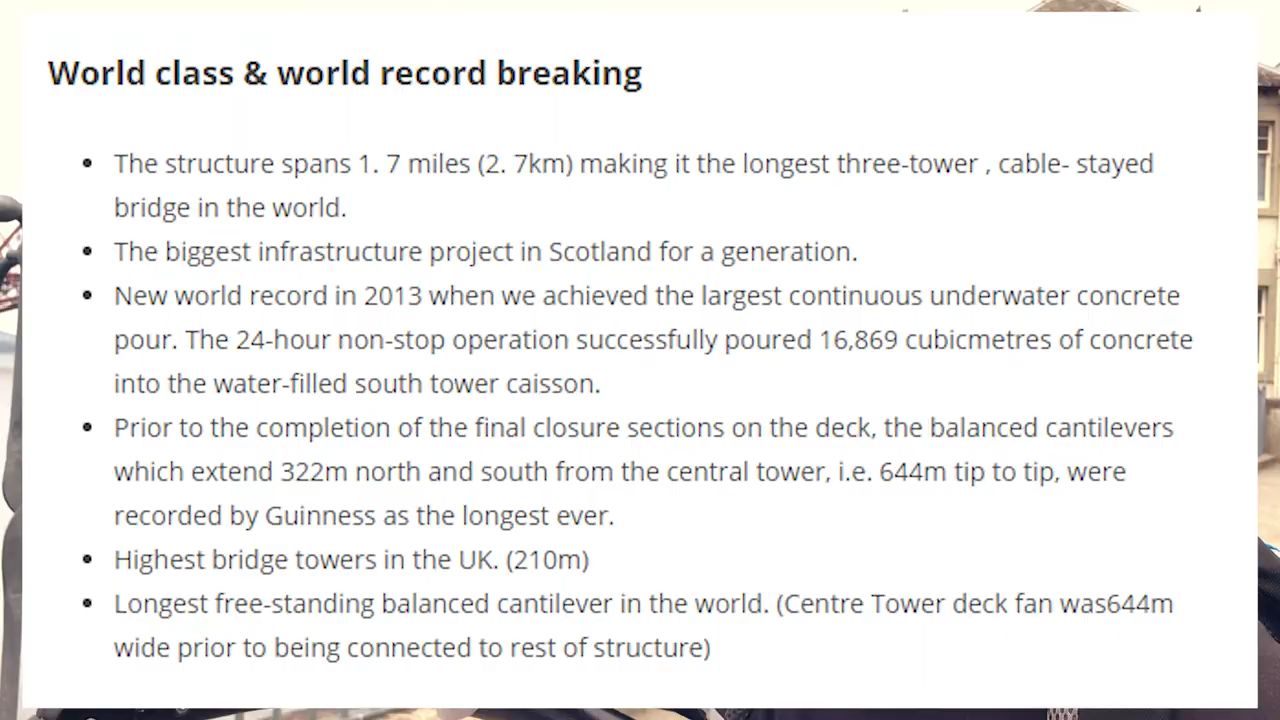 World class & world record breaking
• The structure spans 1. 7 miles (2. 7km) making it the longest three-tower , cable- stayed
bridge in the world.
• The biggest infrastructure project in Scotland for a generation.
• New world record in 2013 when we achieved the largest continuous underwater concrete
pour. The 24-hour non-stop operation successfully poured 16,869 cubicmetres of concrete
into the water-filled south tower caisson.
• Prior to the completion of the final closure sections on the deck, the balanced cantilevers
which extend 322m north and south from the central tower, i.e. 644m tip to tip, were
recorded by Guinness as the longest ever.
• Highest bridge towers in the UK. (210m)
• Longest free-standing balanced cantilever in the world. (Centre Tower deck fan was644m
wide prior to being connected to rest of structure)